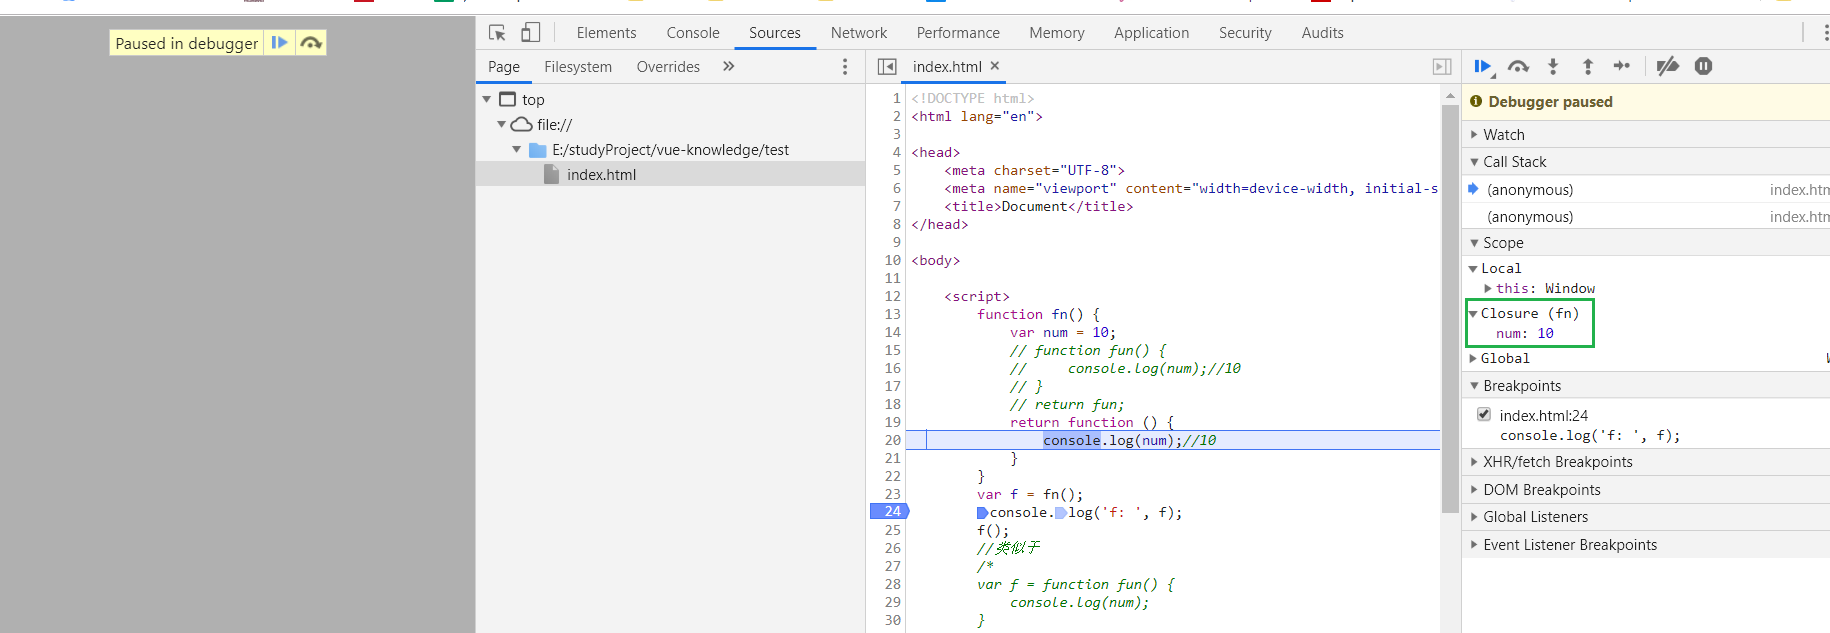 Paused in debugger
Elements Console Sources Network Performance Memory Application Security Audits
Page Filesystem Overrides »
index.html ×
top
file://
E:/studyProject/vue-knowledge/test
index.html
1 <!DOCTYPE html>
2 <html lang="en">
3
4 <head>
5 <meta charset="UTF-8">
6 <meta name="viewport" content="width=device-width, initial-s
7 <title>Document</title>
8 </head>
9
10 <body>
11
12 <script>
13 function fn() {
14 var num = 10;
15 // function fun() {
16 // console.log(num);//10
17 // }
18 // return fun;
19 return function () {
20 console.log(num);//10
21 }
22 }
23 var f = fn();
24 console.log('f: ', f);
25 f();
26 //类似于
27 /*
28 var f = function fun() {
29 console.log(num);
30 }
Debugger paused
Watch
Call Stack
(anonymous) index.htm
(anonymous) index.htm
Scope
Local
this: Window
Closure (fn)
num: 10
Global
Breakpoints
index.html:24
console.log('f: ', f);
XHR/fetch Breakpoints
DOM Breakpoints
Global Listeners
Event Listener Breakpoints